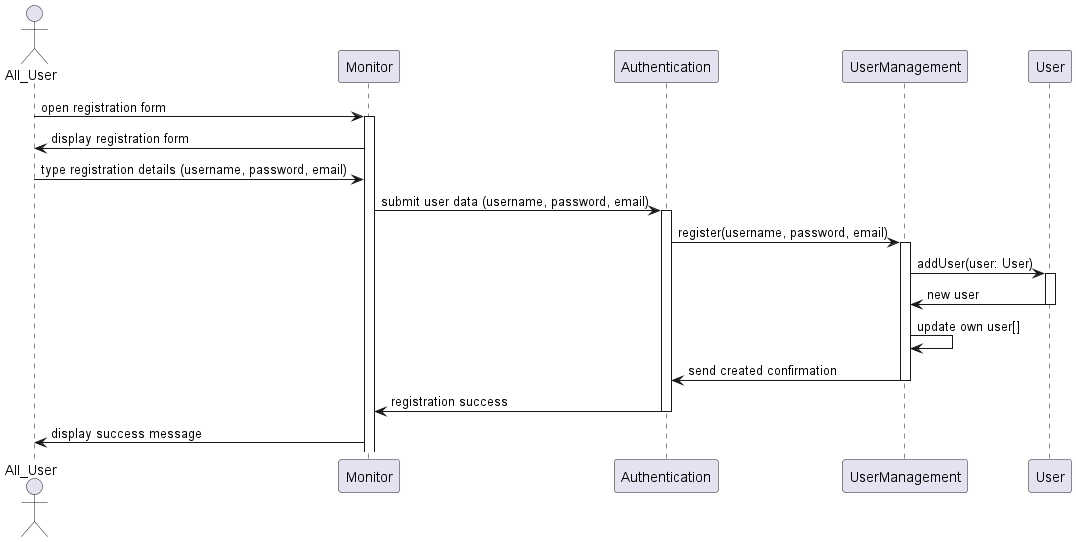 All_User
Monitor
Authentication
UserManagement
User
open registration form
display registration form
type registration details (username, password, email)
submit user data (username, password, email)
register(username, password, email)
addUser(user: User)
new user
update own user[]
send created confirmation
registration success
display success message
All_User
Monitor
Authentication
UserManagement
User